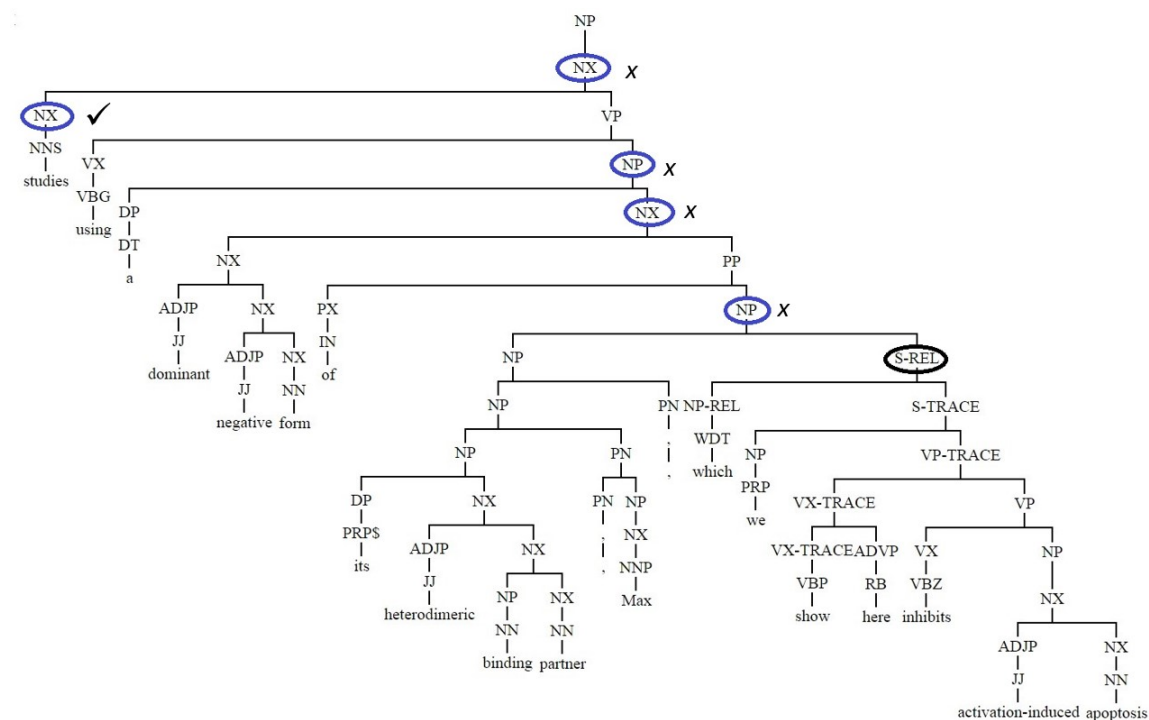 NP
NX x
NX ✓ VP
NNS VX NP x
studies VBG DP NX x
using DT
a NX PP
ADJP NX PX NP x
JJ ADJP NX IN NP S-REL
dominant JJ NN of
negative form NP PN NP-REL S-TRACE
NP PN , WDT NP VP-TRACE
DP NX PN NP which PRP VX-TRACE VP
PRP$ ADJP NX , NX we VX-TRACE ADVP VX NP
its JJ NP NX NNP VBP RB VBZ NX
heterodimeric NN NN Max show here inhibits
binding partner ADJP NX
JJ NN
activation-induced apoptosis